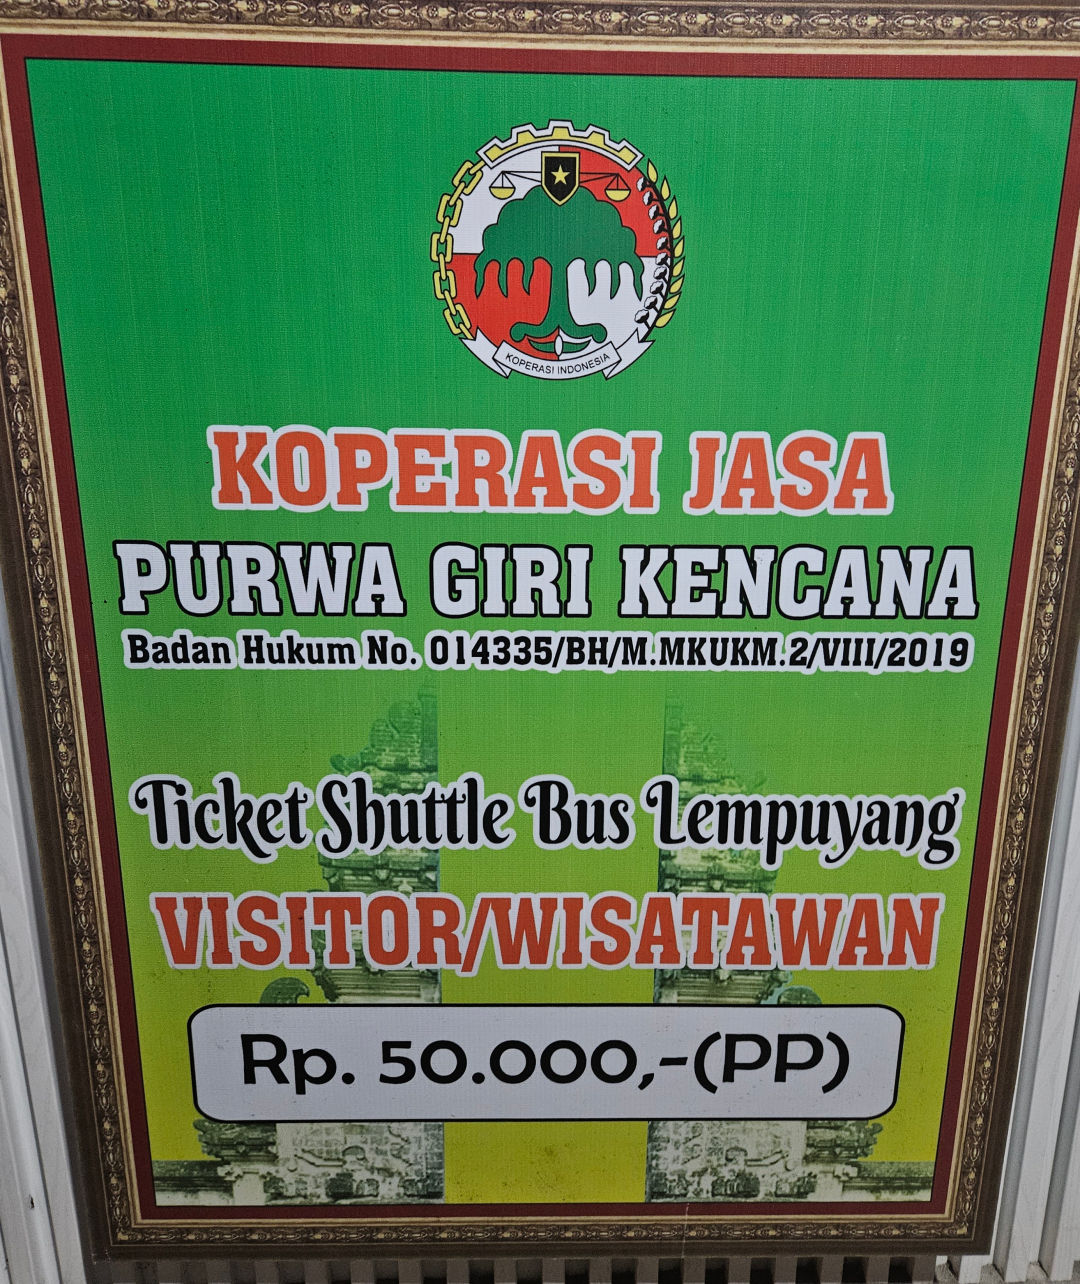 KOPERASI INDONESIA
KOPERASI JASA
PURWA GIRI KENCANA
Badan Hukum No. 014335/BH/M.MKUKM.2/VIII/2019
Ticket Shuttle Bus Lempuyang
VISITOR/WISATAWAN
Rp. 50.000,-(PP)